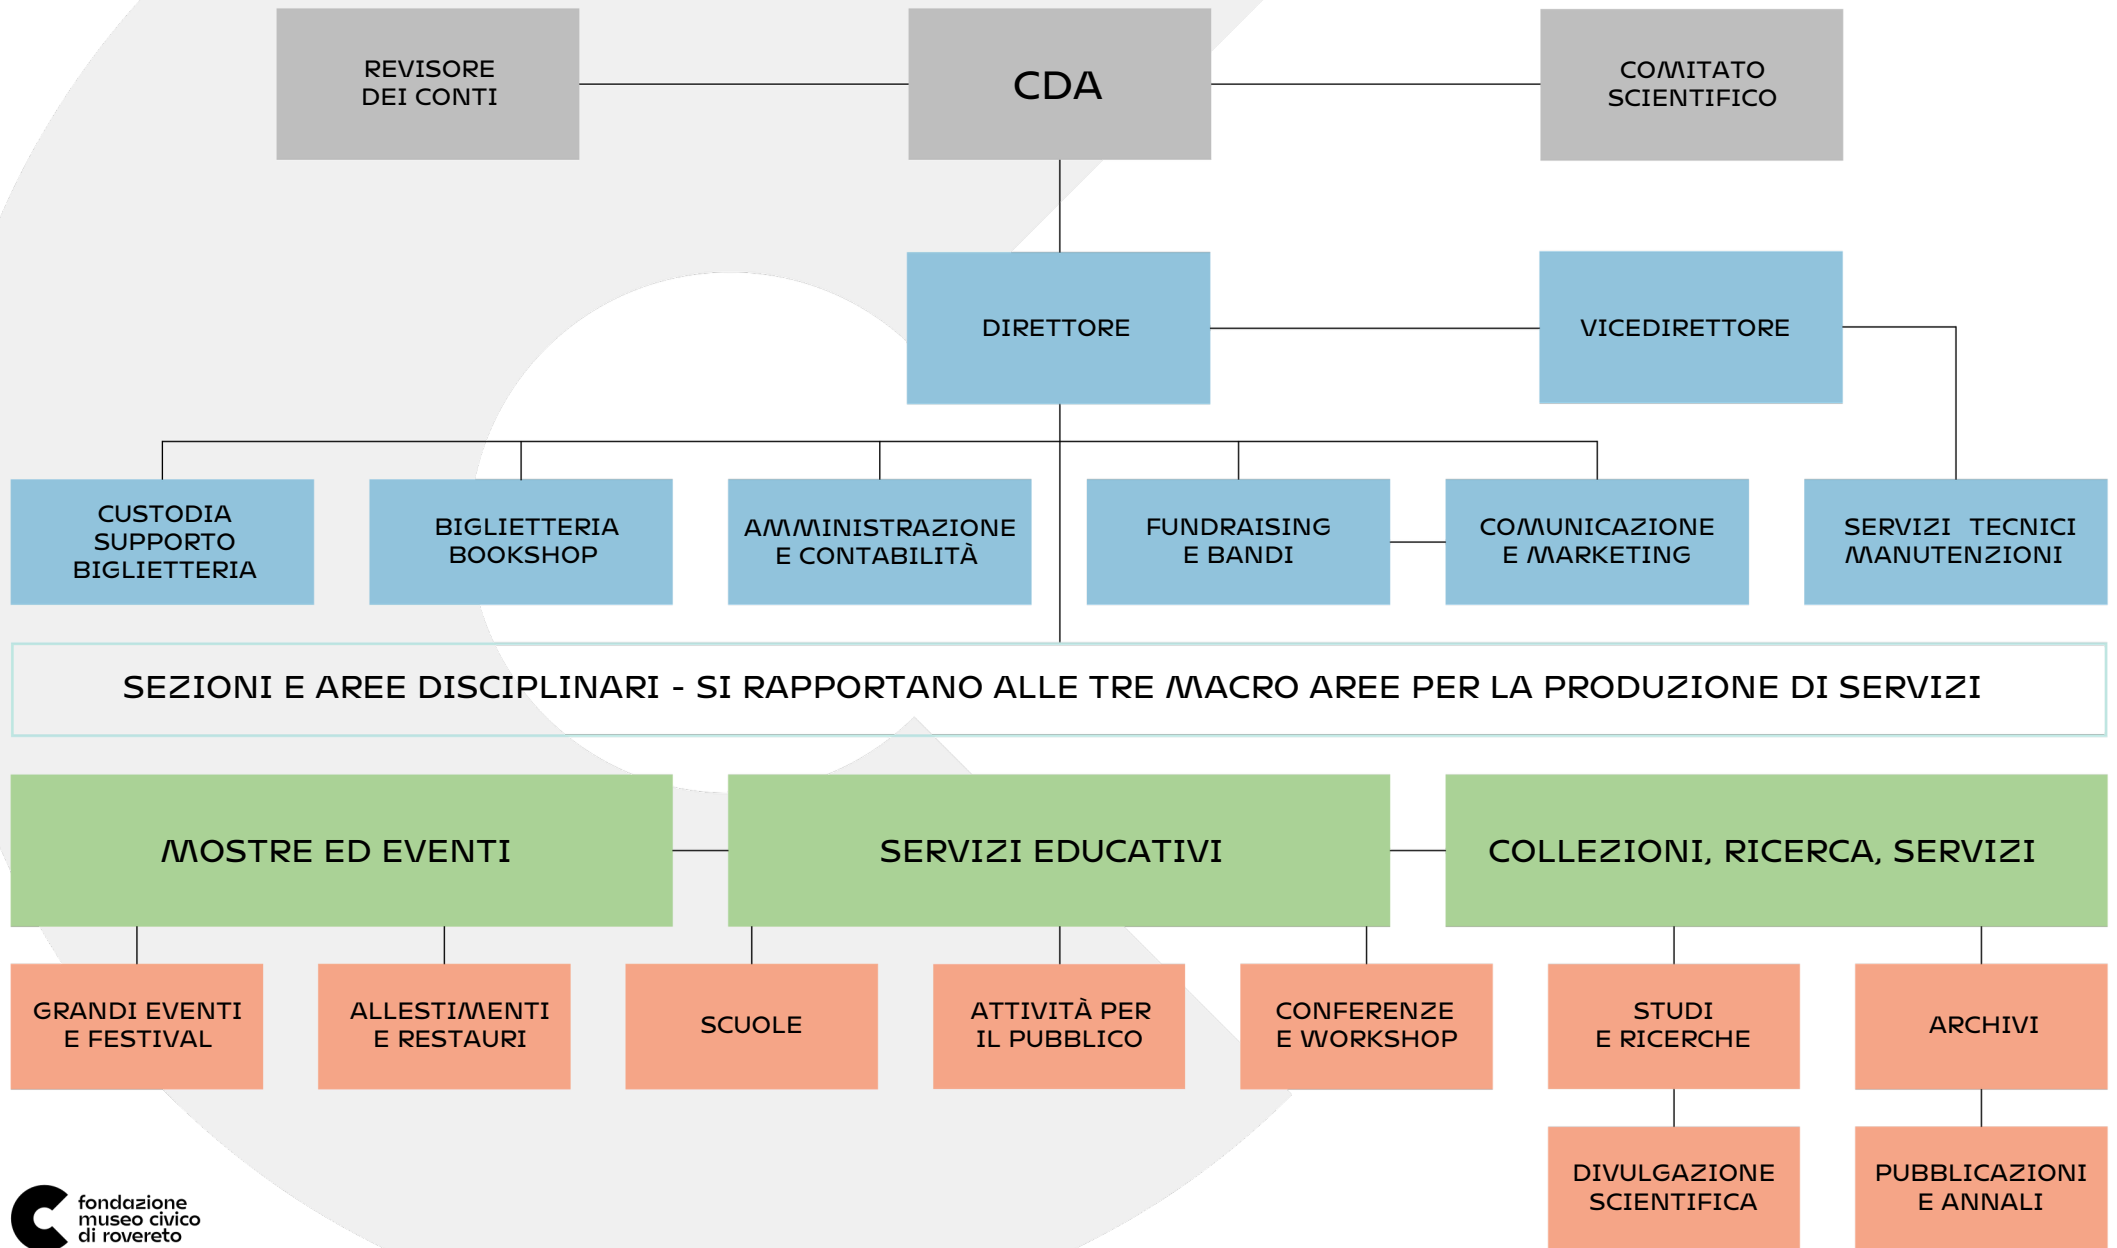 REVISORE
DEI CONTI
CDA
COMITATO
SCIENTIFICO
DIRETTORE
VICEDIRETTORE
CUSTODIA
SUPPORTO
BIGLIETTERIA
BIGLIETTERIA
BOOKSHOP
AMMINISTRAZIONE
E CONTABILITÀ
FUNDRAISING
E BANDI
COMUNICAZIONE
E MARKETING
SERVIZI TECNICI
MANUTENZIONI
SEZIONI E AREE DISCIPLINARI - SI RAPPORTANO ALLE TRE MACRO AREE PER LA PRODUZIONE DI SERVIZI
MOSTRE ED EVENTI
SERVIZI EDUCATIVI
COLLEZIONI, RICERCA, SERVIZI
GRANDI EVENTI
E FESTIVAL
ALLESTIMENTI
E RESTAURI
SCUOLE
ATTIVITÀ PER
IL PUBBLICO
CONFERENZE
E WORKSHOP
STUDI
E RICERCHE
ARCHIVI
DIVULGAZIONE
SCIENTIFICA
PUBBLICAZIONI
E ANNALI
fondazione
museo civico
di rovereto